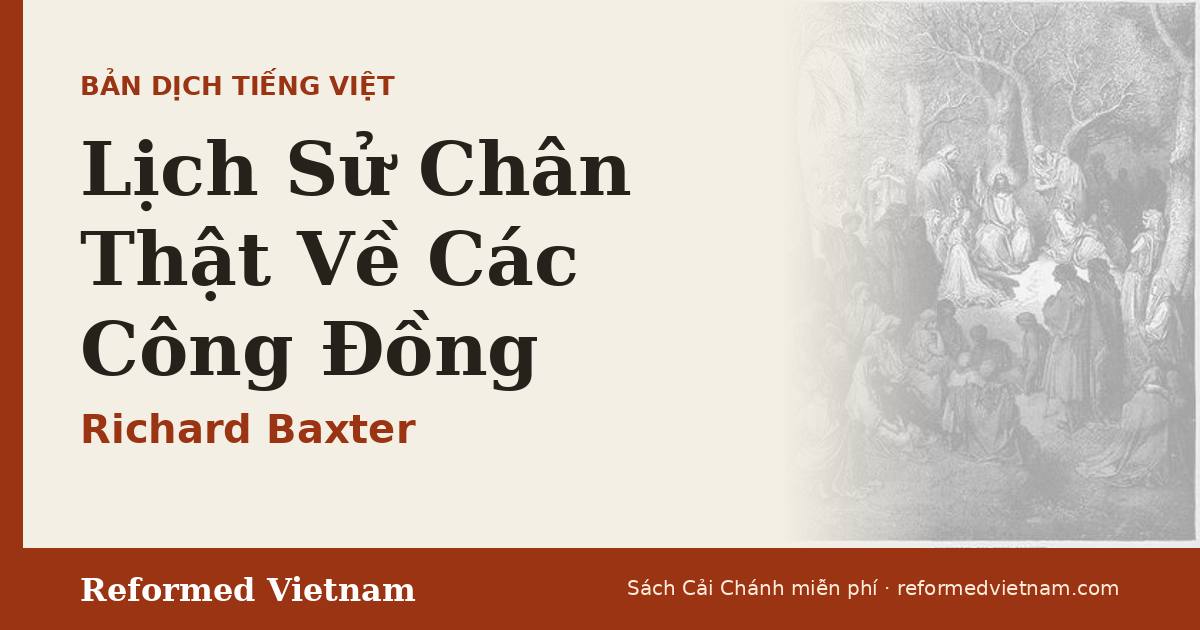 BẢN DỊCH TIẾNG VIỆT
Lịch Sử Chân
Thật Về Các
Công Đồng
Richard Baxter
Reformed Vietnam
Sách Cải Chánh miễn phí · reformedvietnam.com